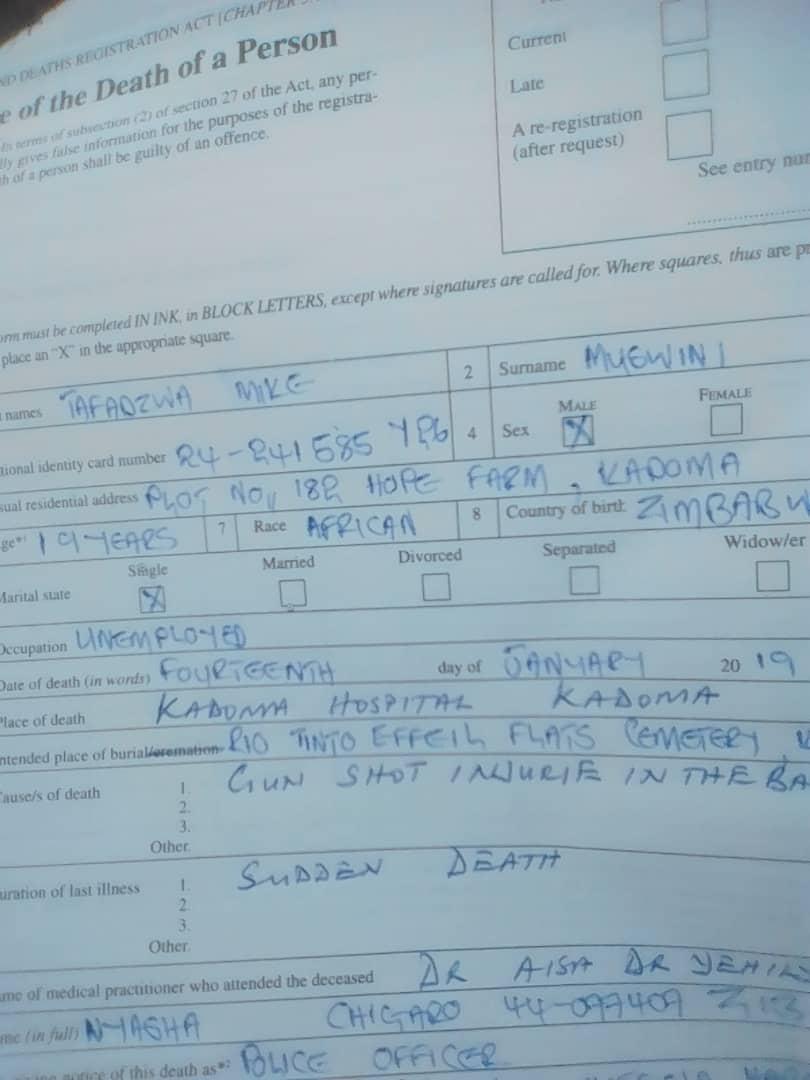 DEATHS REGISTRATION ACT [CHAPTER
e of the Death of a Person
In terms of subsection (2) of section 27 of the Act, any per-
lly gives false information for the purposes of the registra-
th of a person shall be guilty of an offence.
Current
Late
A re-registration
(after request)
See entry num
orm must be completed IN INK, in BLOCK LETTERS, except where signatures are called for. Where squares, thus are pr
place an "X" in the appropriate square.
names TAFADZWA MIKE 2 Surname MUGWINI
tional identity card number 24-241585 Y26 4 Sex MALE X FEMALE
sual residential address PLOT NO, 182 HOPE FARM, KADOMA
ge* 19 YEARS 7 Race AFRICAN 8 Country of birth ZIMBABW
Marital state Single X Married Divorced Separated Widow/er
Occupation UNEMPLOYED
Date of death (in words) FOURTEENTH day of JANUARY 20 19
Place of death KADOMA HOSPITAL KADOMA
ntended place of burial/cremation RIO TINTO EFFEIL FLATS CEMETERY
Cause/s of death 1. GUN SHOT INJURIE IN THE BA
2.
3.
Other.
uration of last illness 1. SUDDEN DEATH
2.
3.
Other.
ame of medical practitioner who attended the deceased DR AISA DR
me (in full) NYASHA CHIGARO 44-097409
notice of this death as*² POLICE OFFICER